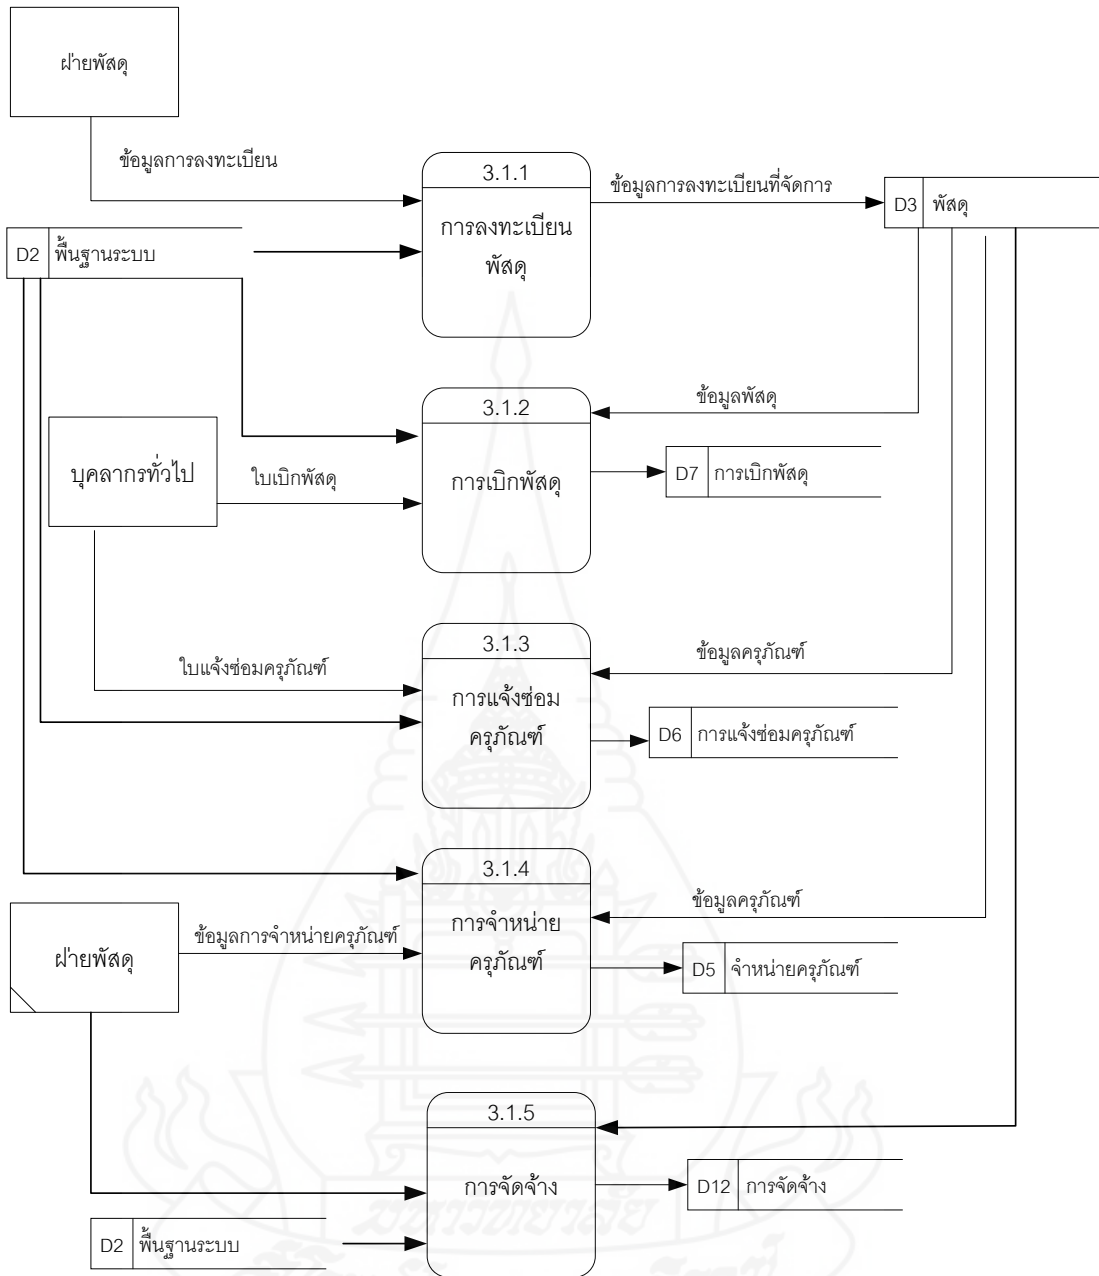 ฝ่ายพัสดุ
ข้อมูลการลงทะเบียน
3.1.1
ข้อมูลการลงทะเบียนที่จัดการ
D3 พัสดุ
การลงทะเบียน
พัสดุ
D2 พื้นฐานระบบ
3.1.2
ข้อมูลพัสดุ
บุคลากรทั่วไป
ใบเบิกพัสดุ
การเบิกพัสดุ
D7 การเบิกพัสดุ
3.1.3
ใบแจ้งซ่อมครุภัณฑ์
ข้อมูลครุภัณฑ์
การแจ้งซ่อม
ครุภัณฑ์
D6 การแจ้งซ่อมครุภัณฑ์
3.1.4
ข้อมูลครุภัณฑ์
ฝ่ายพัสดุ
ข้อมูลการจำหน่ายครุภัณฑ์
การจำหน่าย
ครุภัณฑ์
D5 จำหน่ายครุภัณฑ์
3.1.5
การจัดจ้าง
D12 การจัดจ้าง
D2 พื้นฐานระบบ